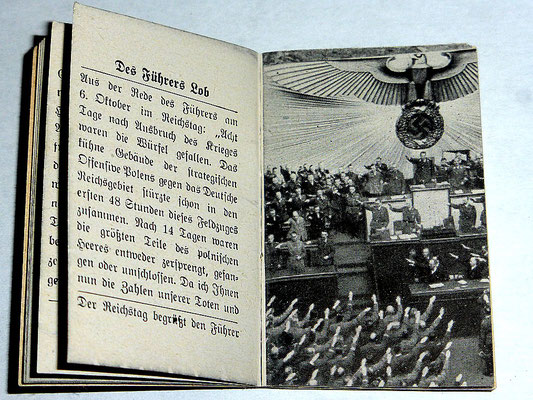 Des Führers Lob
Aus der Rede des Führers am
6. Oktober im Reichstag: „Acht
Tage nach Ausbruch des Krieges
waren die Würfel gefallen. Das
kühne Gebäude der strategischen
Offensive Polens gegen das Deutsche
Reichsgebiet stürzte schon in den
ersten 48 Stunden dieses Feldzugs
zusammen. Nach 14 Tagen waren
die größten Teile des polnischen
Heeres entweder zersprengt, gefan-
gen oder umschlossen. Da ich Ihnen
nun die Zahlen unserer Toten und
Der Reichstag begrüßt den Führer